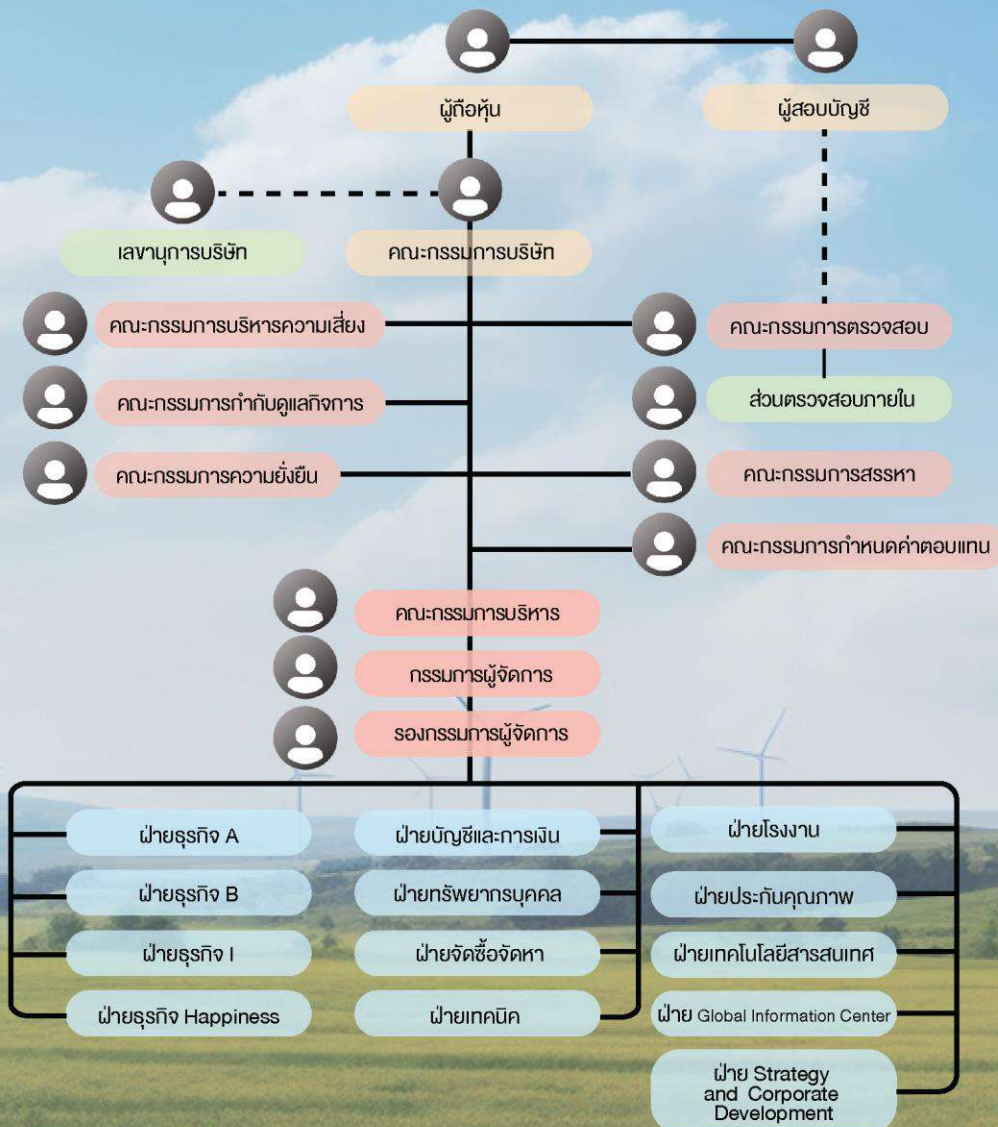 ผู้ถือหุ้น
ผู้สอบบัญชี
เลขานุการบริษัท
คณะกรรมการบริษัท
คณะกรรมการบริหารความเสี่ยง
คณะกรรมการตรวจสอบ
คณะกรรมการกำกับดูแลกิจการ
ส่วนตรวจสอบภายใน
คณะกรรมการความยั่งยืน
คณะกรรมการสรรหา
คณะกรรมการกำหนดค่าตอบแทน
คณะกรรมการบริหาร
กรรมการผู้จัดการ
รองกรรมการผู้จัดการ
ฝ่ายธุรกิจ A
ฝ่ายธุรกิจ B
ฝ่ายธุรกิจ I
ฝ่ายธุรกิจ Happiness
ฝ่ายบัญชีและการเงิน
ฝ่ายทรัพยากรบุคคล
ฝ่ายจัดซื้อจัดหา
ฝ่ายเทคนิค
ฝ่ายโรงงาน
ฝ่ายประกันคุณภาพ
ฝ่ายเทคโนโลยีสารสนเทศ
ฝ่าย Global Information Center
ฝ่าย Strategy
and Corporate
Development